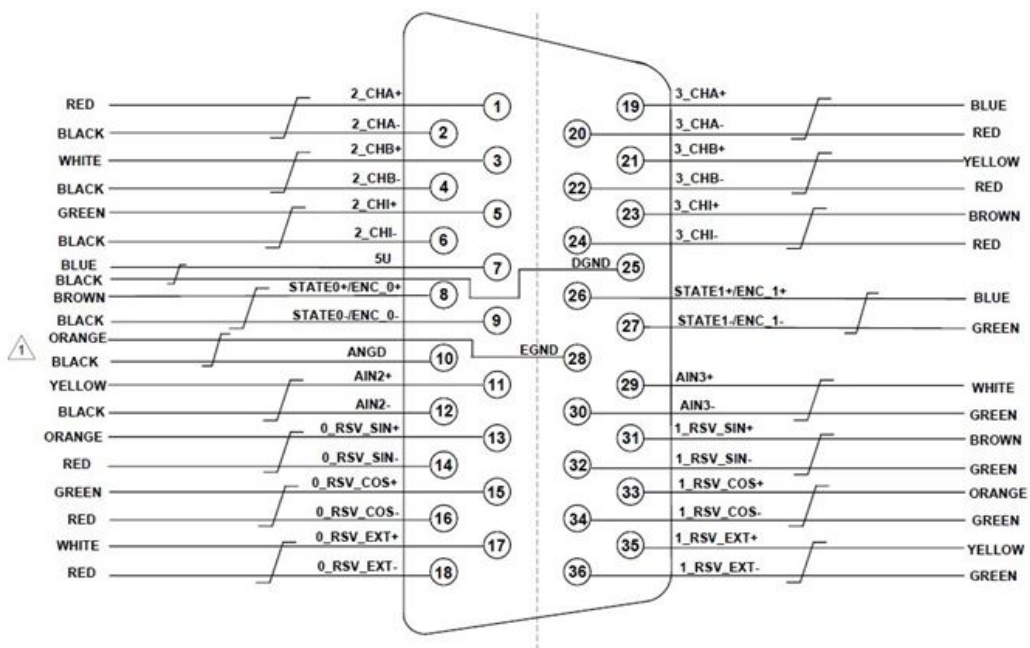 RED 2_CHA+ 1
BLACK 2_CHA- 2
WHITE 2_CHB+ 3
BLACK 2_CHB- 4
GREEN 2_CHI+ 5
BLACK 2_CHI- 6
BLUE 5U 7
BLACK
BROWN STATE0+/ENC_0+ 8
BLACK STATE0-/ENC_0- 9
ORANGE
1
BLACK ANGD 10
YELLOW AIN2+ 11
BLACK AIN2- 12
ORANGE 0_RSV_SIN+ 13
RED 0_RSV_SIN- 14
GREEN 0_RSV_COS+ 15
RED 0_RSV_COS- 16
WHITE 0_RSV_EXT+ 17
RED 0_RSV_EXT- 18
19 3_CHA+ BLUE
20 3_CHA- RED
21 3_CHB+ YELLOW
22 3_CHB- RED
23 3_CHI+ BROWN
24 3_CHI- RED
DGND 25
26 STATE1+/ENC_1+ BLUE
27 STATE1-/ENC_1- GREEN
EGND 28
29 AIN3+ WHITE
30 AIN3- GREEN
31 1_RSV_SIN+ BROWN
32 1_RSV_SIN- GREEN
33 1_RSV_COS+ ORANGE
34 1_RSV_COS- GREEN
35 1_RSV_EXT+ YELLOW
36 1_RSV_EXT- GREEN